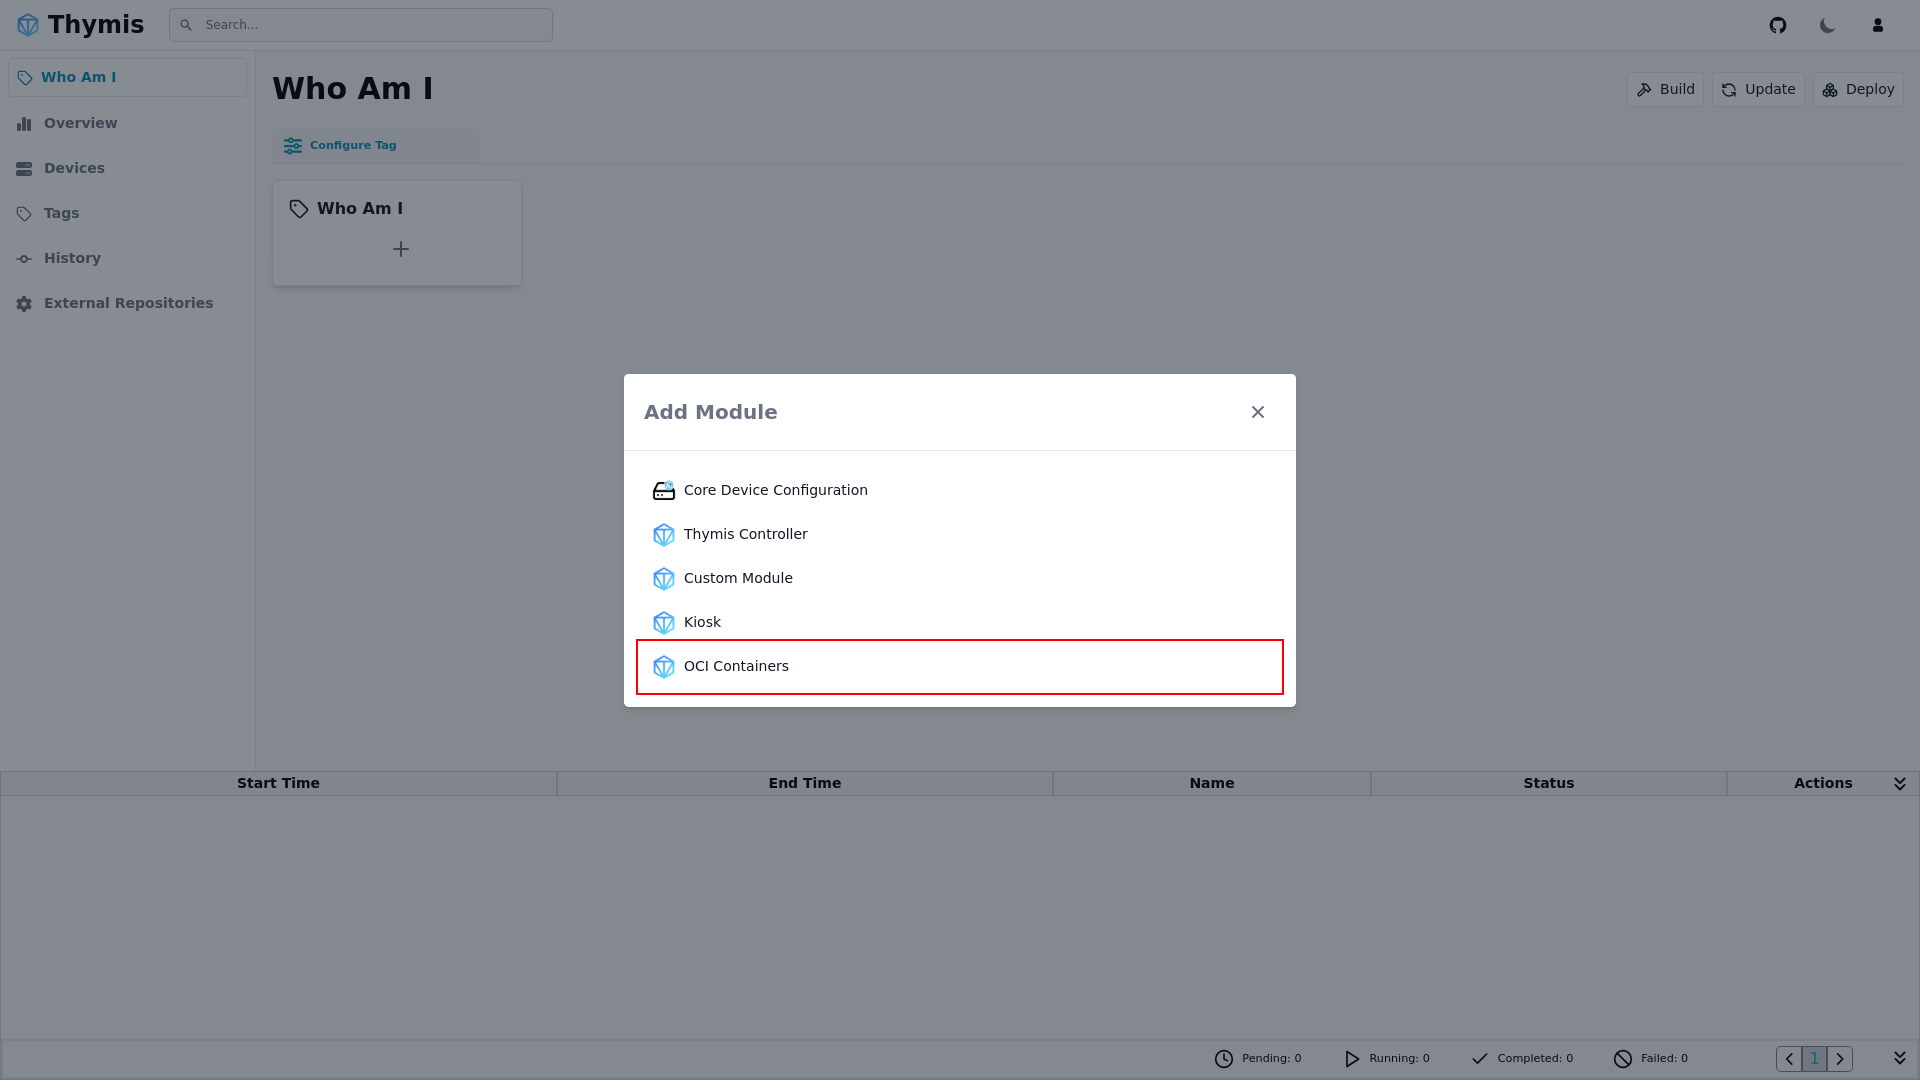 Thymis
Search...
Who Am I
Overview
Devices
Tags
History
External Repositories
Who Am I
Build
Update
Deploy
Configure Tag
Who Am I
Add Module
Core Device Configuration
Thymis Controller
Custom Module
Kiosk
OCI Containers
Start Time End Time Name Status Actions
Pending: 0 Running: 0 Completed: 0 Failed: 0 1